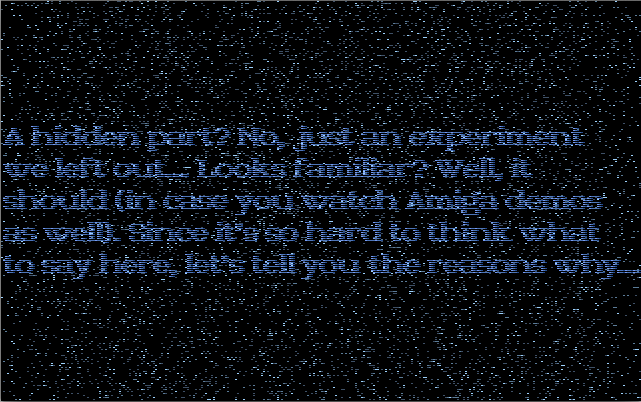 A hidden part? No, just an experiment
we left out.... Looks familiar? Well, it
should (in case you watch Amiga demos
as well). Since it's so hard to think what
to say here, let's tell you the reasons why....